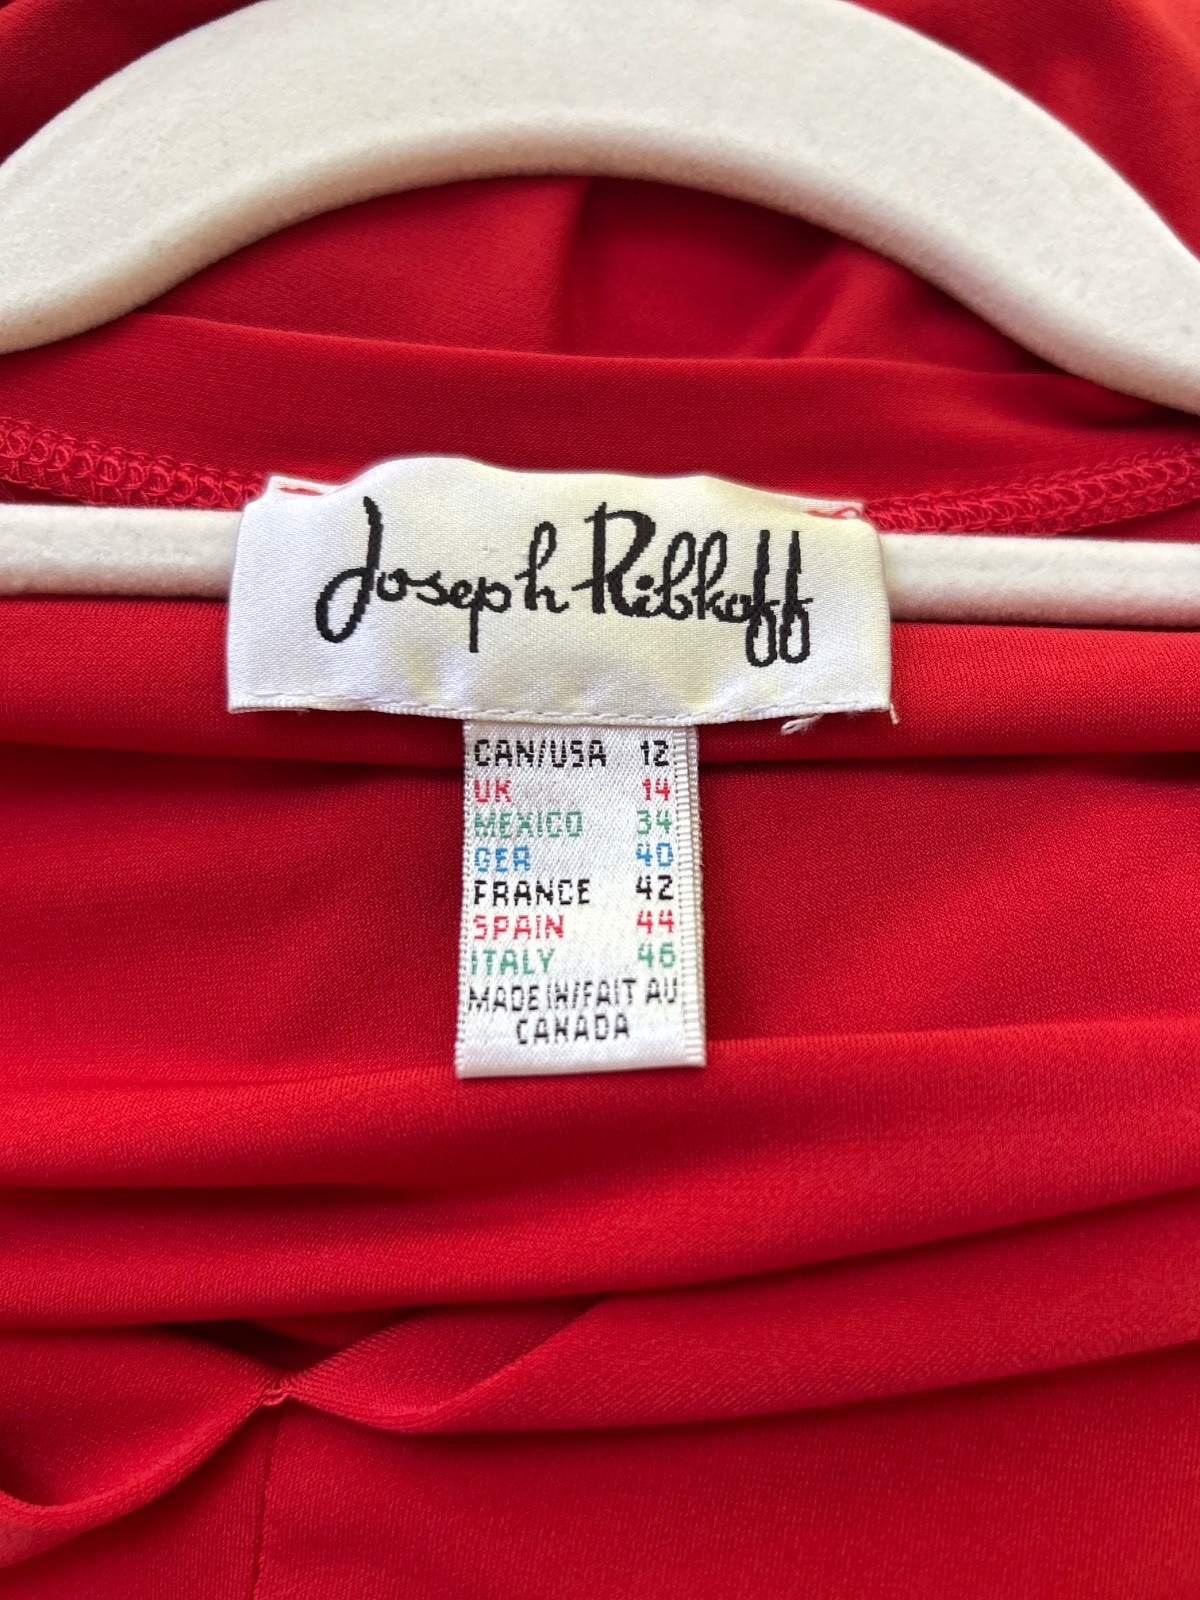 Joseph Ribkoff
CAN/USA 12
UK 14
MEXICO 34
GER 40
FRANCE 42
SPAIN 44
ITALY 46
MADE IN/FAIT AU
CANADA